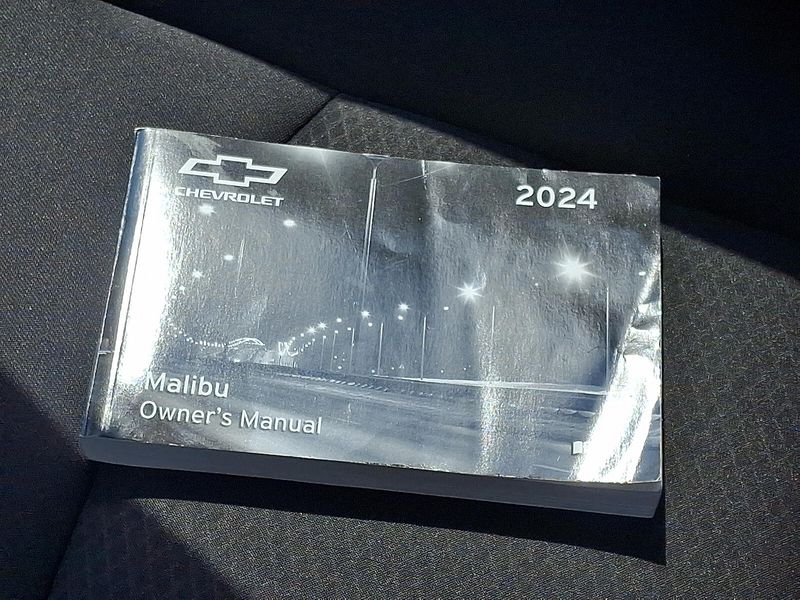 CHEVROLET
2024
Malibu
Owner's Manual